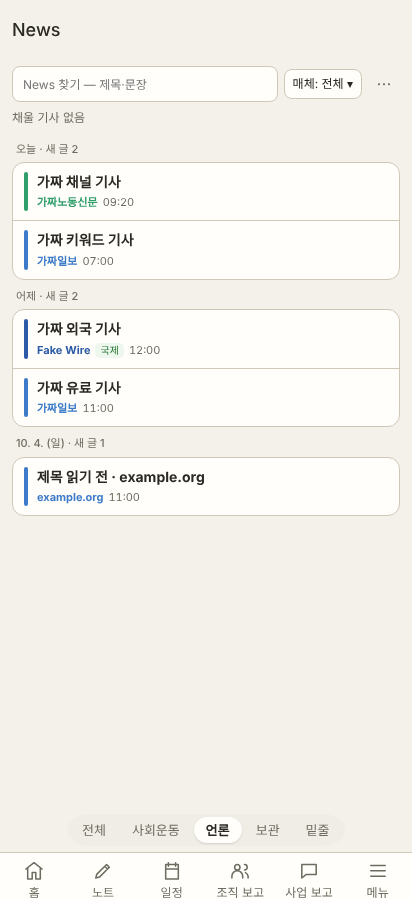 News
News 찾기 — 제목·문장
매체: 전체 ▾
···
채울 기사 없음
오늘 · 새 글 2
가짜 채널 기사
가짜노동신문 09:20
가짜 키워드 기사
가짜일보 07:00
어제 · 새 글 2
가짜 외국 기사
Fake Wire 국제 12:00
가짜 유료 기사
가짜일보 11:00
10. 4. (일) · 새 글 1
제목 읽기 전 · example.org
example.org 11:00
전체 사회운동 언론 보관 밑줄
홈 노트 일정 조직 보고 사업 보고 메뉴